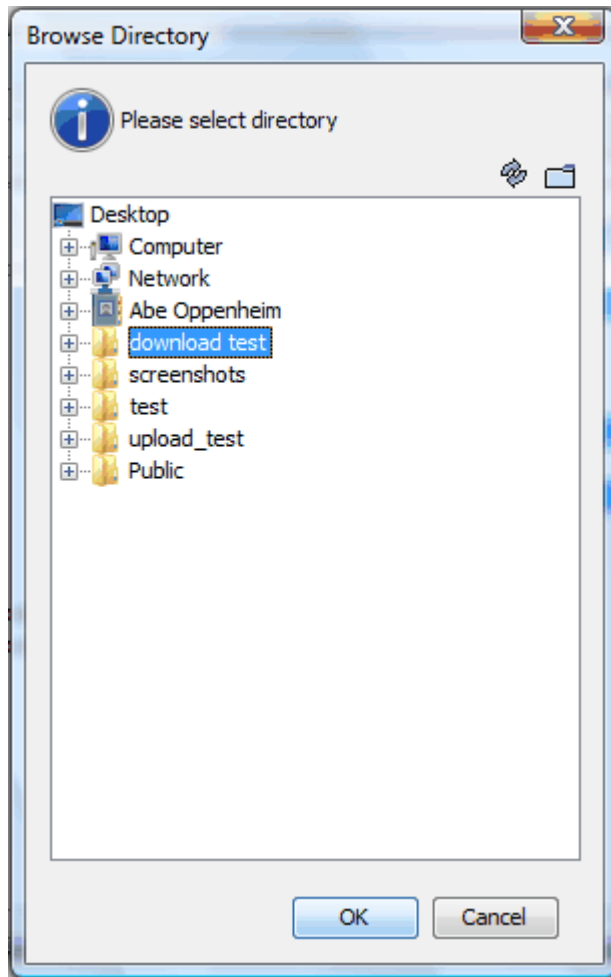 Browse Directory
Please select directory
Desktop
Computer
Network
Abe Oppenheim
download test
screenshots
test
upload_test
Public
OK
Cancel